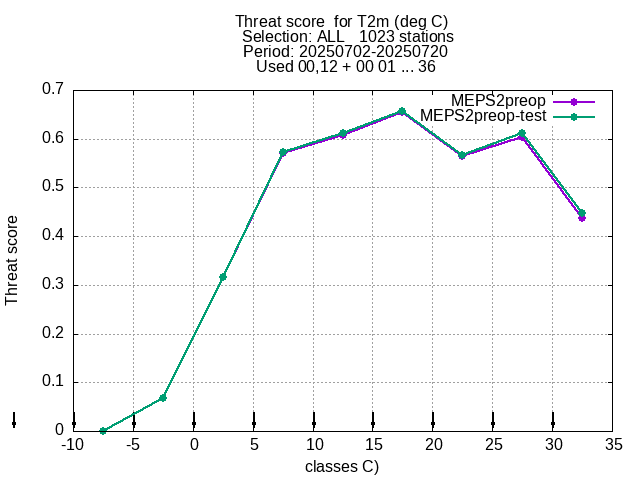 Threat score  for T2m (deg C)
Selection: ALL   1023 stations
Period: 20250702-20250720
Used 00,12 + 00 01 ... 36
MEPS2preop
MEPS2preop-test
Threat score
0.7
0.6
0.5
0.4
0.3
0.2
0.1
0
-10 -5 0 5 10 15 20 25 30 35
classes C)